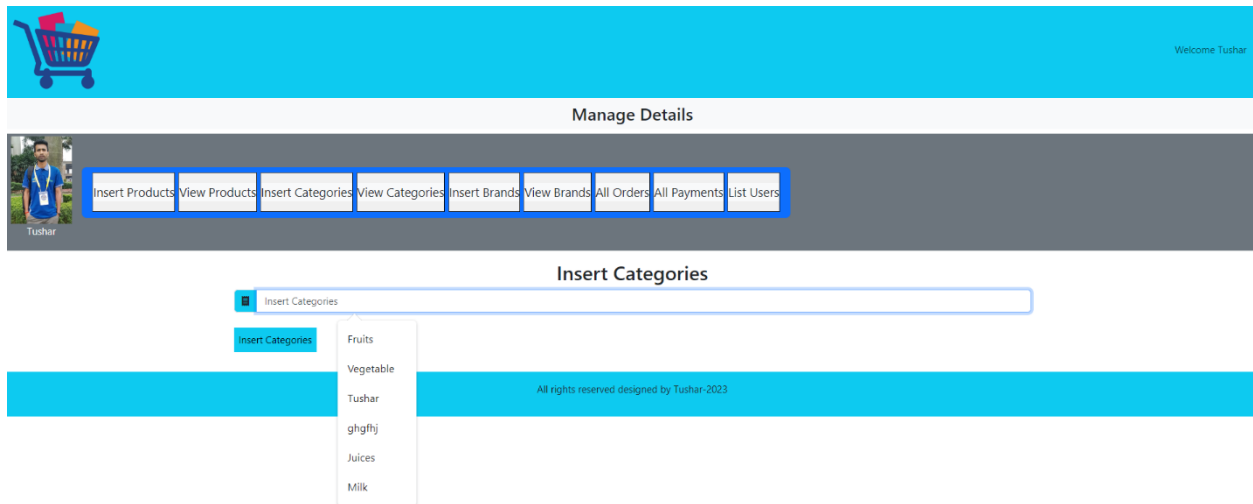 Welcome Tushar
Manage Details
Insert Products View Products Insert Categories View Categories Insert Brands View Brands All Orders All Payments List Users
Tushar
Insert Categories
Insert Categories
Insert Categories
Fruits
Vegetable
Tushar
ghgfhj
Juices
Milk
All rights reserved designed by Tushar-2023